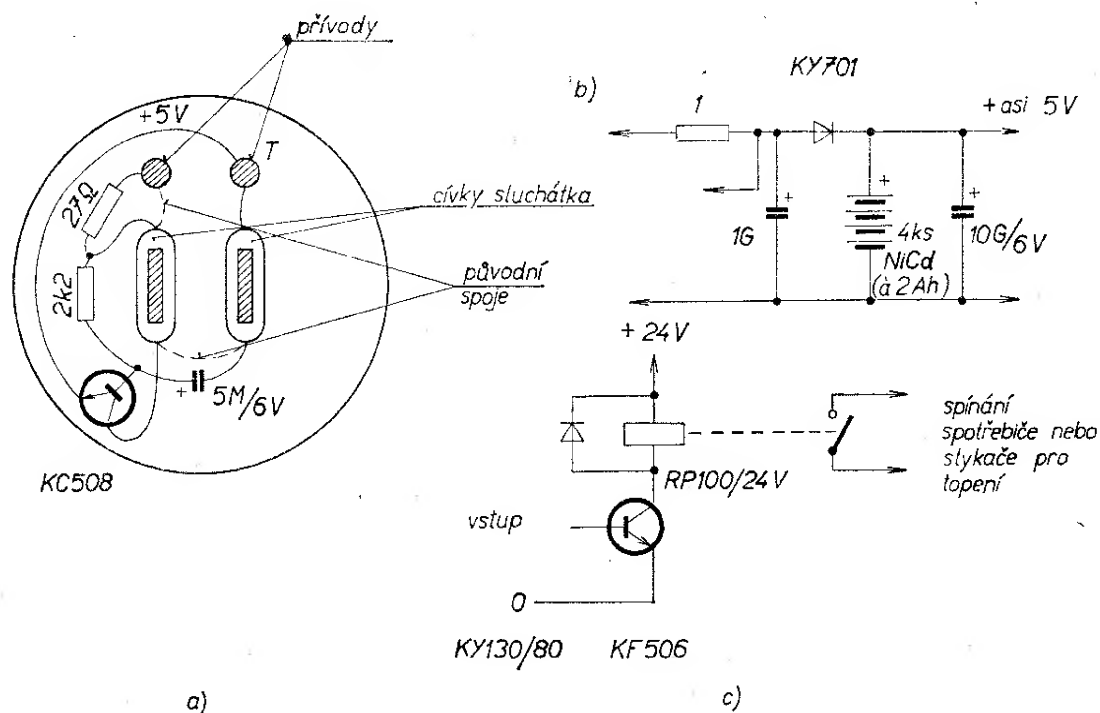 přívody
+5V
T
27Ω
cívky sluchátka
2k2
původní
spoje
+
5M/6V
KC508
a)
b)
KY701
1
+asi 5V
+
1G
+
4ks
NiCd
(à 2Ah)
+
10G/6V
+24V
RP100/24V
spínání
spotřebiče nebo
stykače pro
topení
vstup
0
KY130/80
KF506
c)